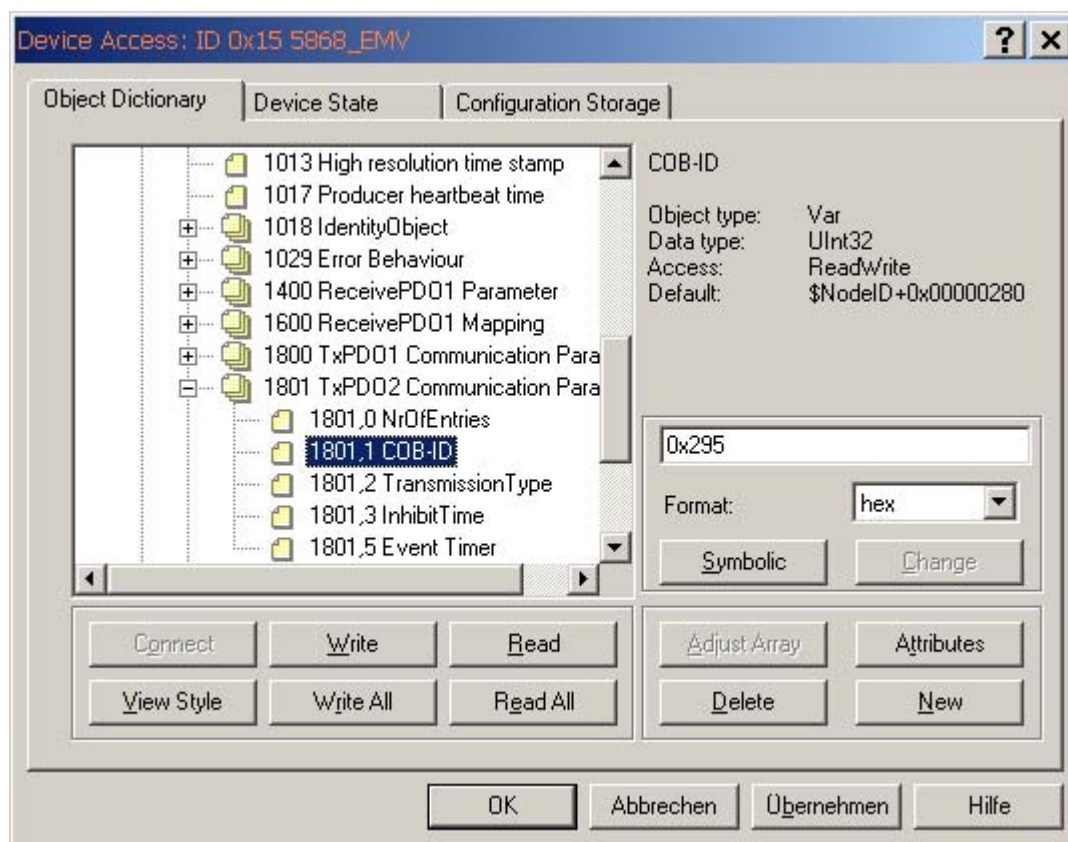 Device Access: ID 0x15 5868_EMV
Object Dictionary
Device State
Configuration Storage
1013 High resolution time stamp
1017 Producer heartbeat time
1018 IdentityObject
1029 Error Behaviour
1400 ReceivePDO1 Parameter
1600 ReceivePDO1 Mapping
1800 TxPDO1 Communication Para
1801 TxPDO2 Communication Para
1801,0 NrOfEntries
1801,1 COB-ID
1801,2 TransmissionType
1801,3 InhibitTime
1801,5 Event Timer
COB-ID
Object type: Var
Data type: UInt32
Access: ReadWrite
Default: $NodeID+0x00000280
0x295
Format: hex
Symbolic
Change
Connect
Write
Read
View Style
Write All
Read All
Adjust Array
Attributes
Delete
New
OK
Abbrechen
Übernehmen
Hilfe